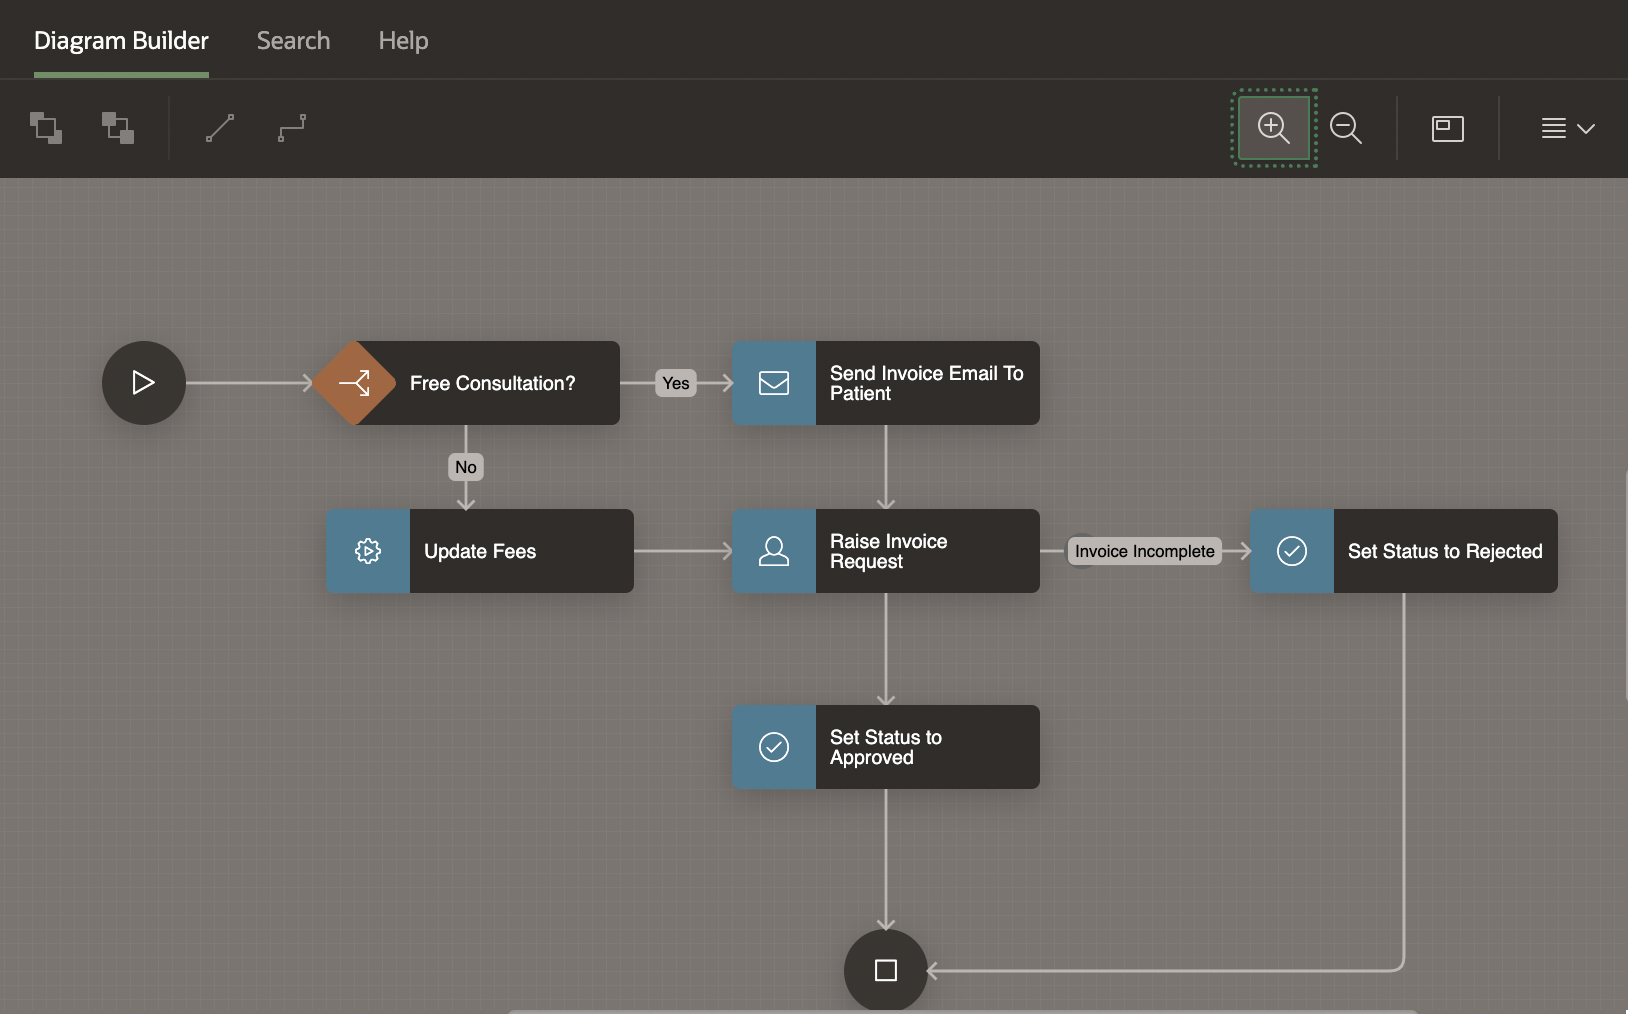 Diagram Builder Search Help
Free Consultation?
Yes
Send Invoice Email To
Patient
No
Update Fees
Raise Invoice
Request
Invoice Incomplete
Set Status to Rejected
Set Status to
Approved